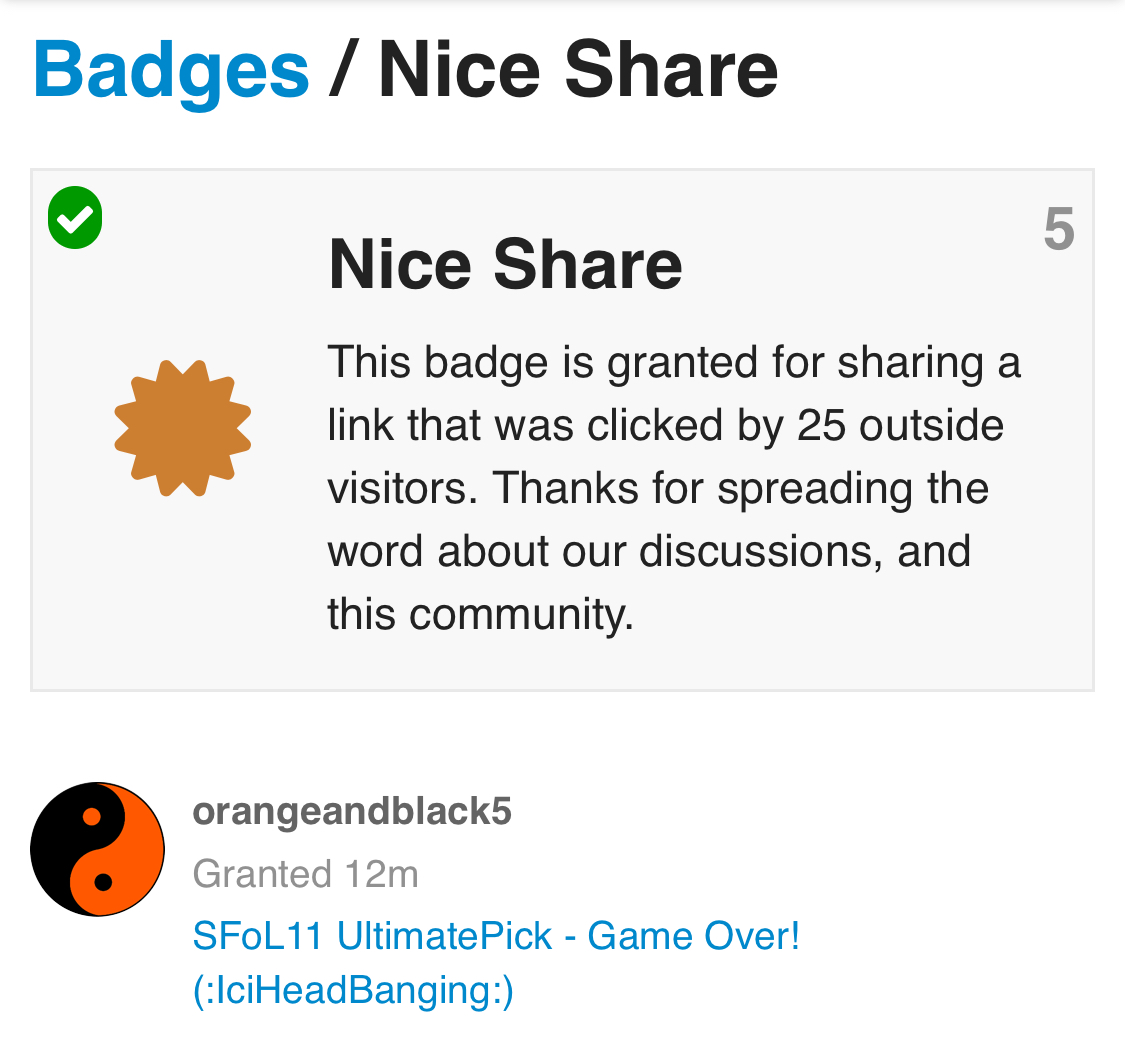 Badges / Nice Share
5
Nice Share
This badge is granted for sharing a
link that was clicked by 25 outside
visitors. Thanks for spreading the
word about our discussions, and
this community.
orangeandblack5
Granted 12m
SFoL11 UltimatePick - Game Over!
(:IciHeadBanging:)